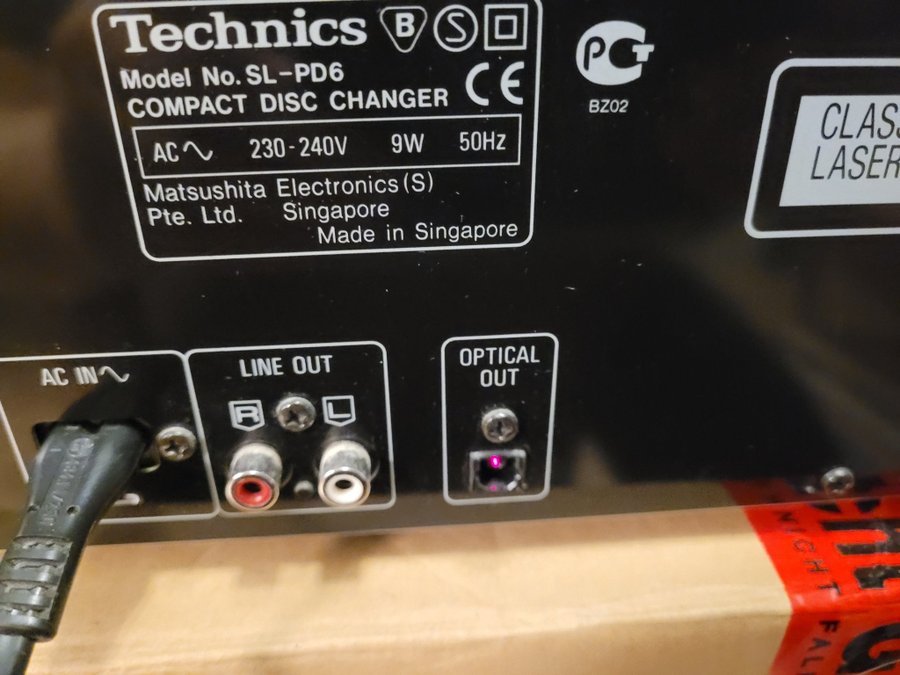 Technics B S
Model No. SL-PD6
COMPACT DISC CHANGER CE
AC 230-240V 9W 50Hz
Matsushita Electronics (S)
Pte. Ltd. Singapore
Made in Singapore
PCT
BZ02
CLASS
LASER
AC IN
LINE OUT
R L
OPTICAL
OUT
NIGHT